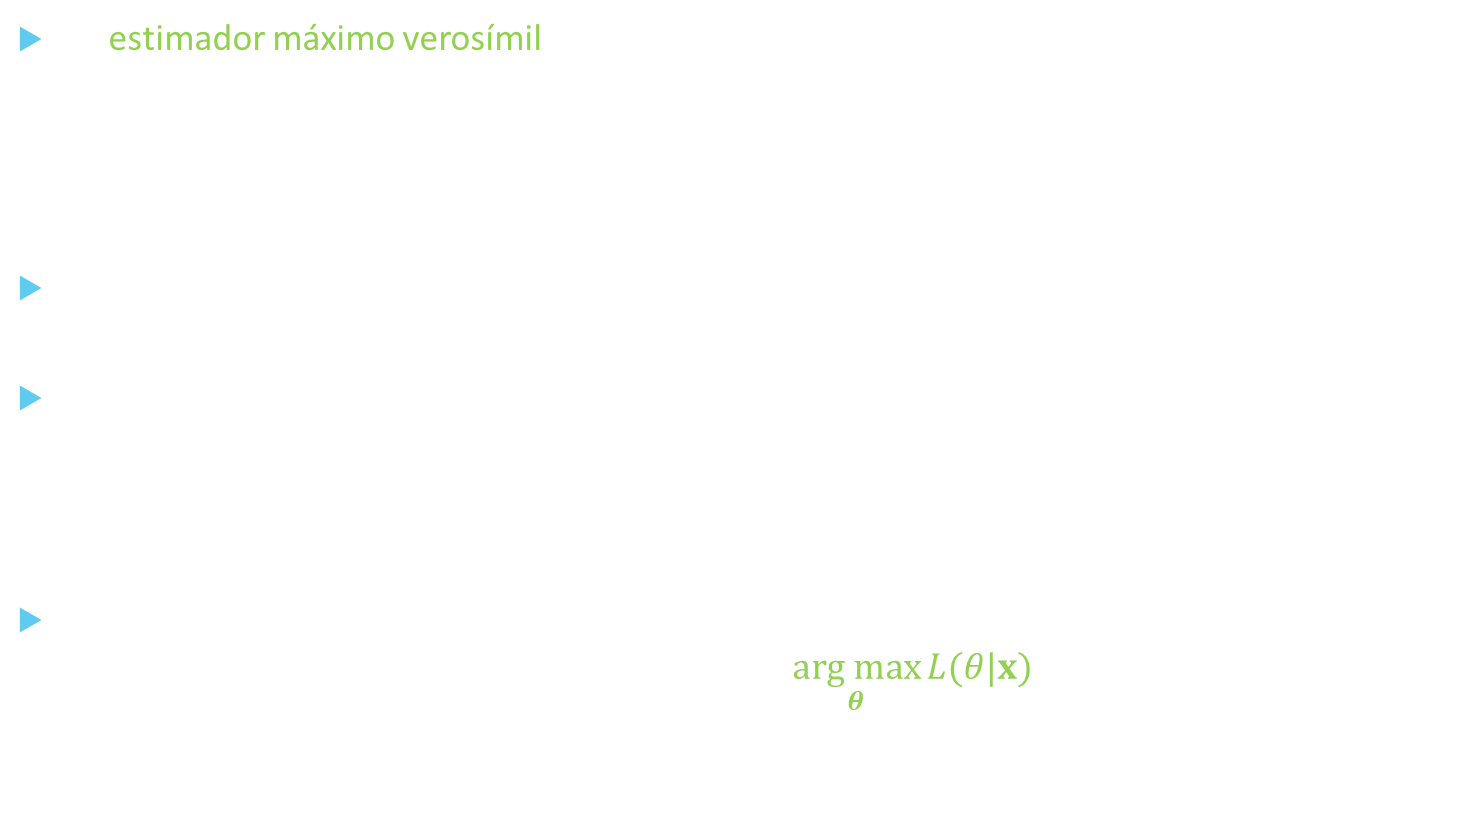 estimador máximo verosímil
arg max L(θ|x)
θ